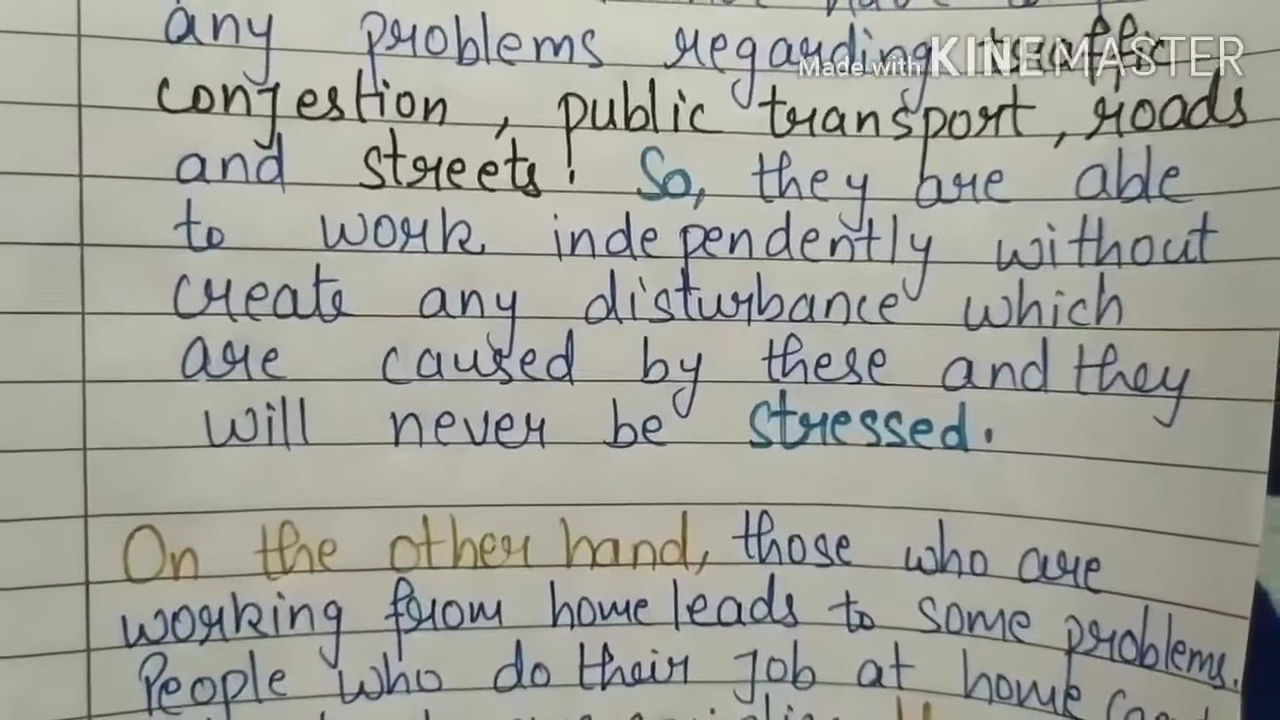 any problems regarding traffic
Made with KINEMASTER
conjestion, public transport, roads
and streets! So, they are able
to work independently without
create any disturbance which
are caused by these and they
will never be stressed.
On the other hand, those who are
working from home leads to some problems.
People who do their job at home